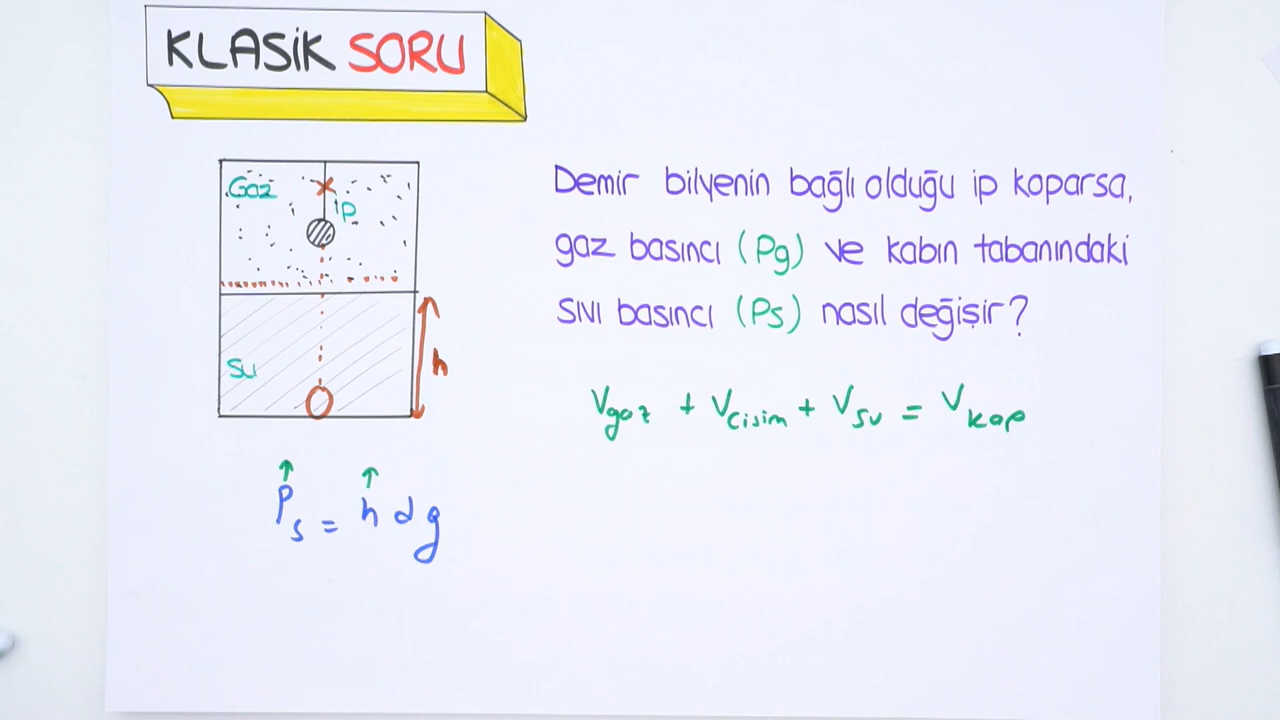 KLASİK SORU
Gaz
İP
Su
h
Demir bilyenin bağlı olduğu ip koparsa,
gaz basıncı (Pg) ve kabın tabanındaki
sıvı basıncı (Ps) nasıl değişir?
Vgaz + Vcisim + Vsu = Vkap
Ps = h d g